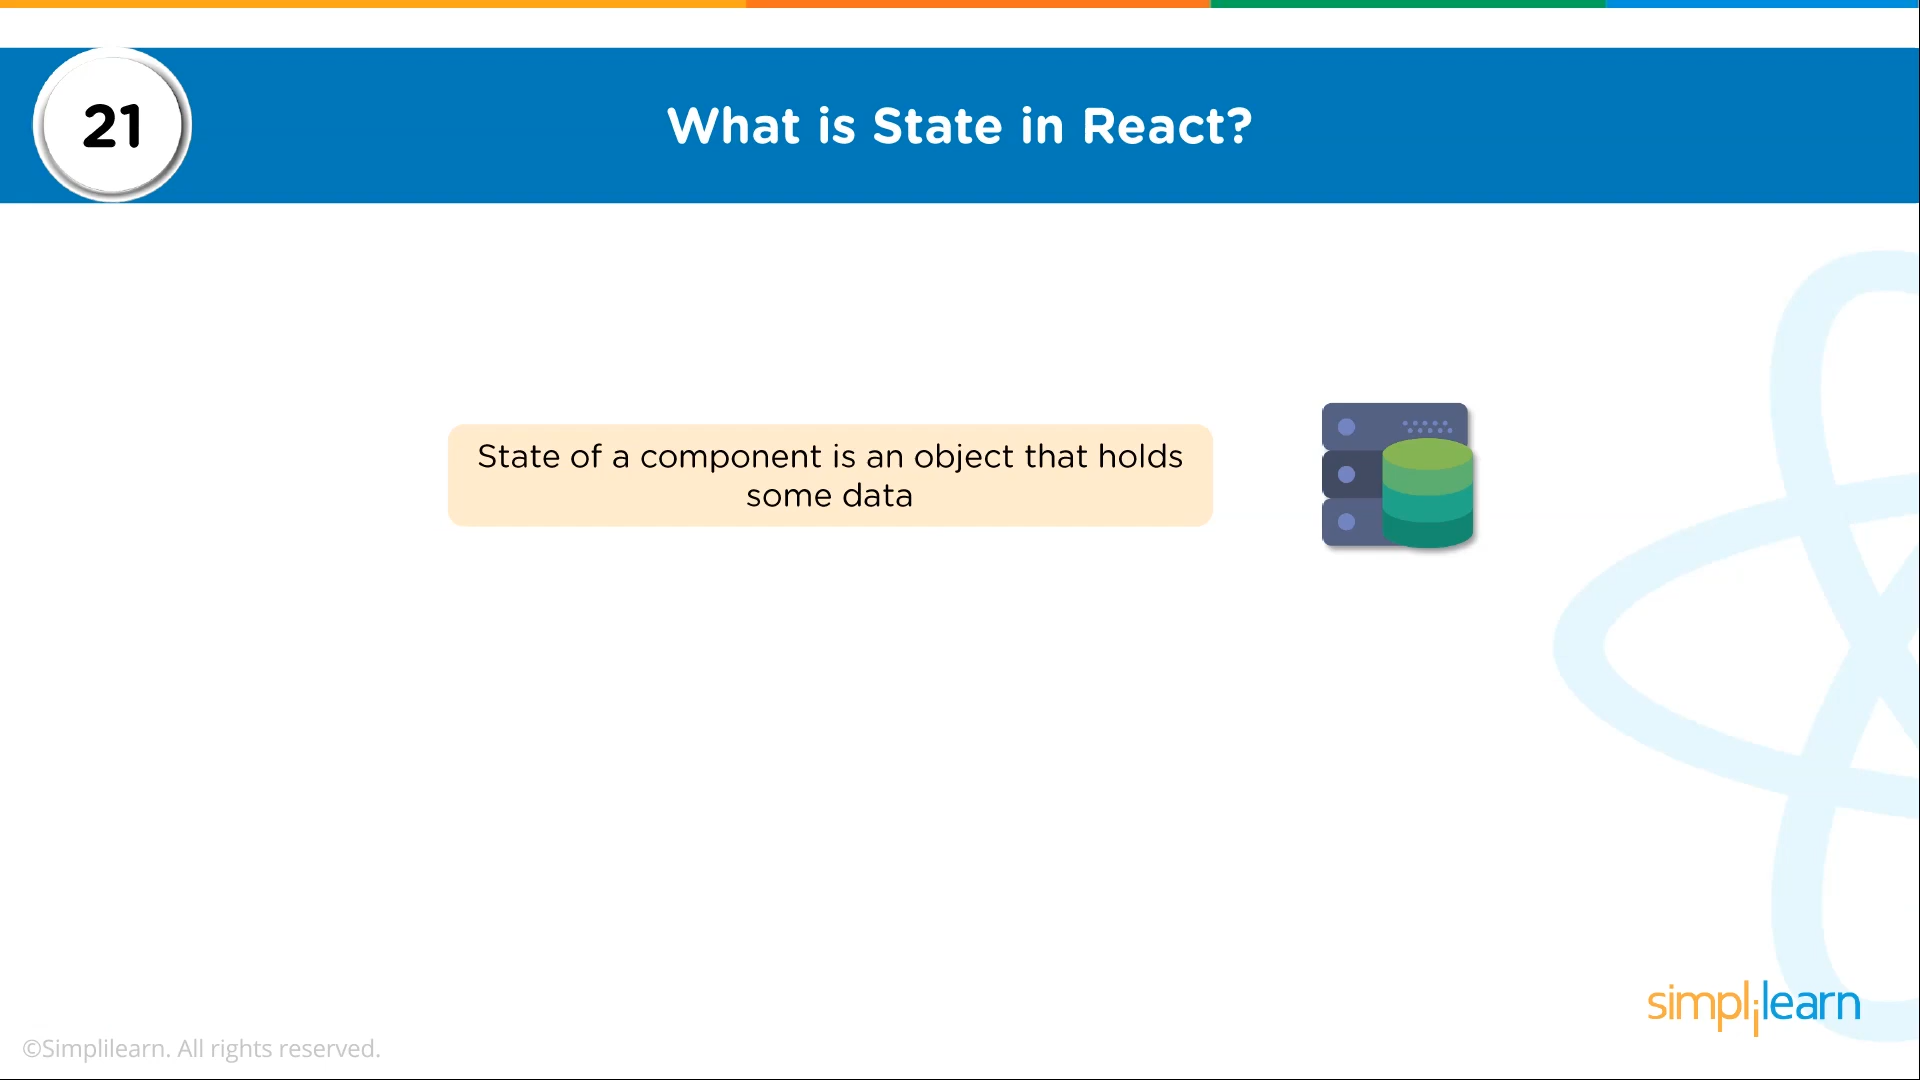 21
What is State in React?
State of a component is an object that holds
some data
simplilearn
©Simplilearn. All rights reserved.